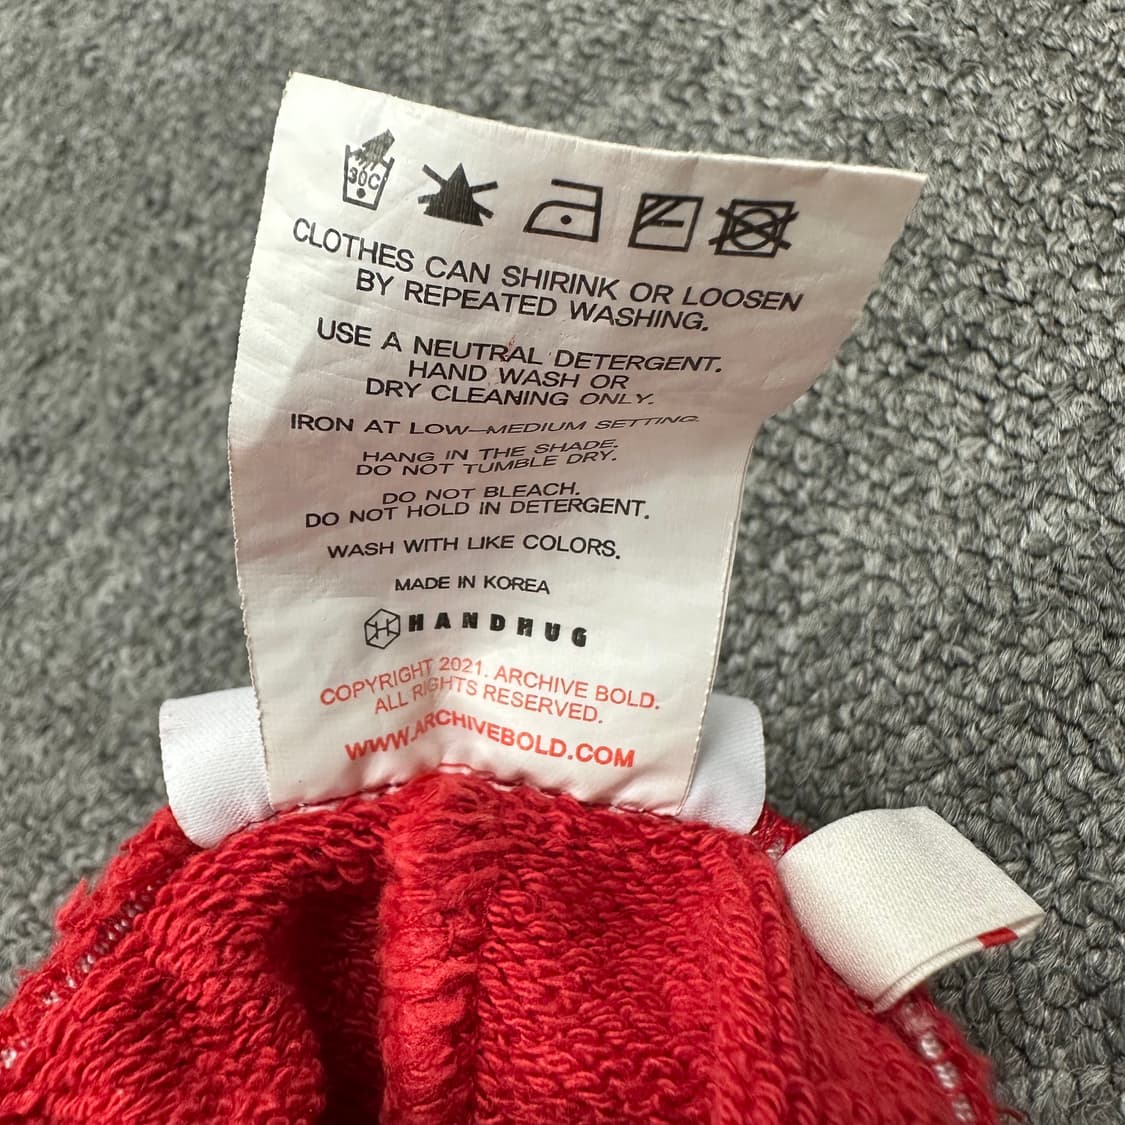 30C
CLOTHES CAN SHIRINK OR LOOSEN
BY REPEATED WASHING.
USE A NEUTRAL DETERGENT.
HAND WASH OR
DRY CLEANING ONLY.
IRON AT LOW-MEDIUM SETTING.
HANG IN THE SHADE.
DO NOT TUMBLE DRY.
DO NOT BLEACH.
DO NOT HOLD IN DETERGENT.
WASH WITH LIKE COLORS.
MADE IN KOREA
HANDHUG
COPYRIGHT 2021. ARCHIVE BOLD.
ALL RIGHTS RESERVED.
WWW.ARCHIVEBOLD.COM